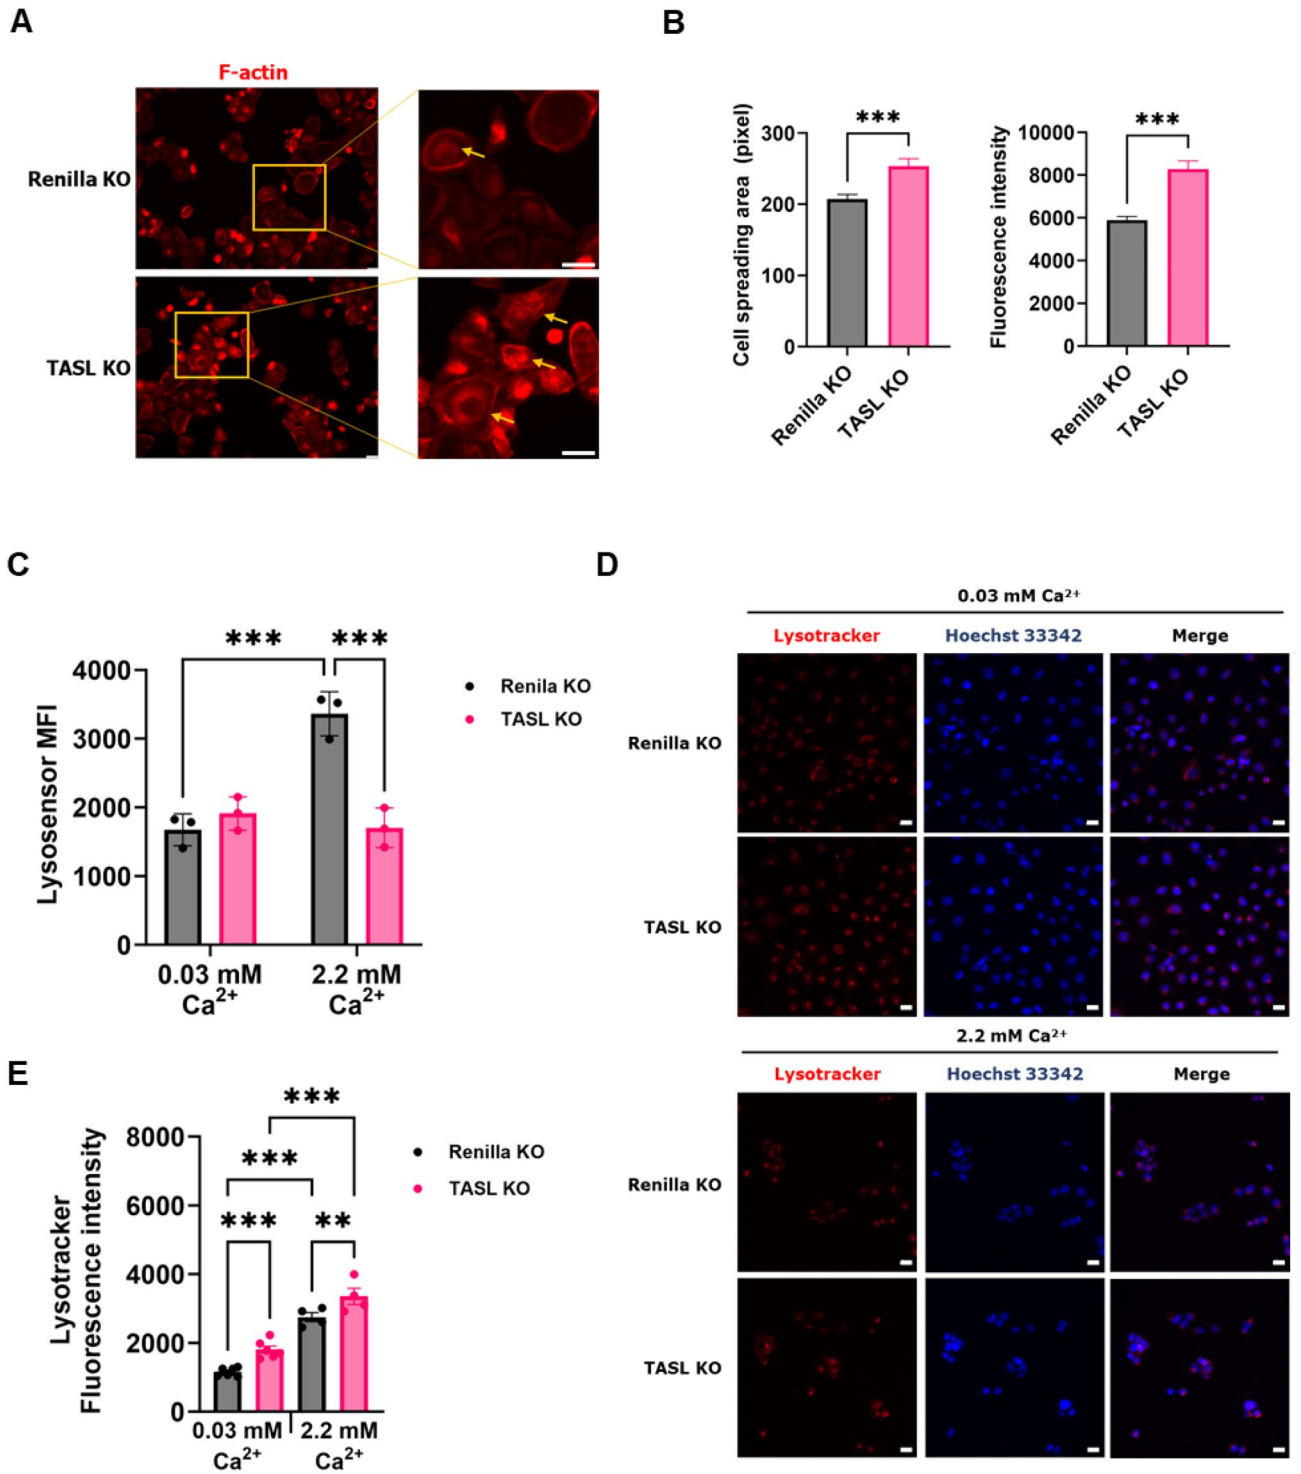 A
F-actin
Renilla KO
TASL KO
B
Cell spreading area (pixel)
300
200
100
0
***
Renilla KO
TASL KO
Fluorescence intensity
10000
8000
6000
4000
2000
0
***
Renilla KO
TASL KO
C
Lysosensor MFI
4000
3000
2000
1000
0
***
***
0.03 mM
Ca²⁺
2.2 mM
Ca²⁺
Renila KO
TASL KO
D
0.03 mM Ca²⁺
Lysotracker
Hoechst 33342
Merge
Renilla KO
TASL KO
2.2 mM Ca²⁺
Lysotracker
Hoechst 33342
Merge
Renilla KO
TASL KO
E
Lysotracker
Fluorescence intensity
8000
6000
4000
2000
0
***
***
***
**
0.03 mM
Ca²⁺
2.2 mM
Ca²⁺
Renilla KO
TASL KO